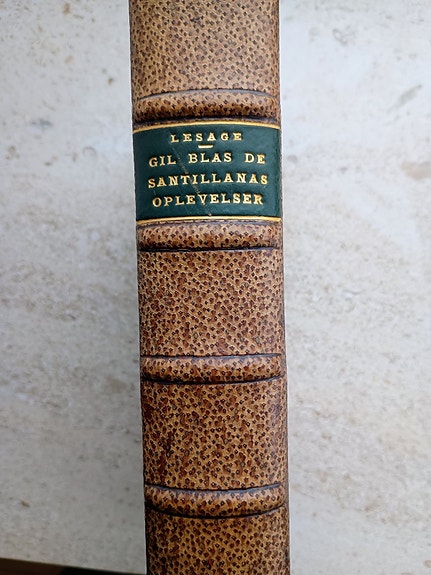 LESAGE
GIL BLAS DE
SANTILLANAS
OPLEVELSER